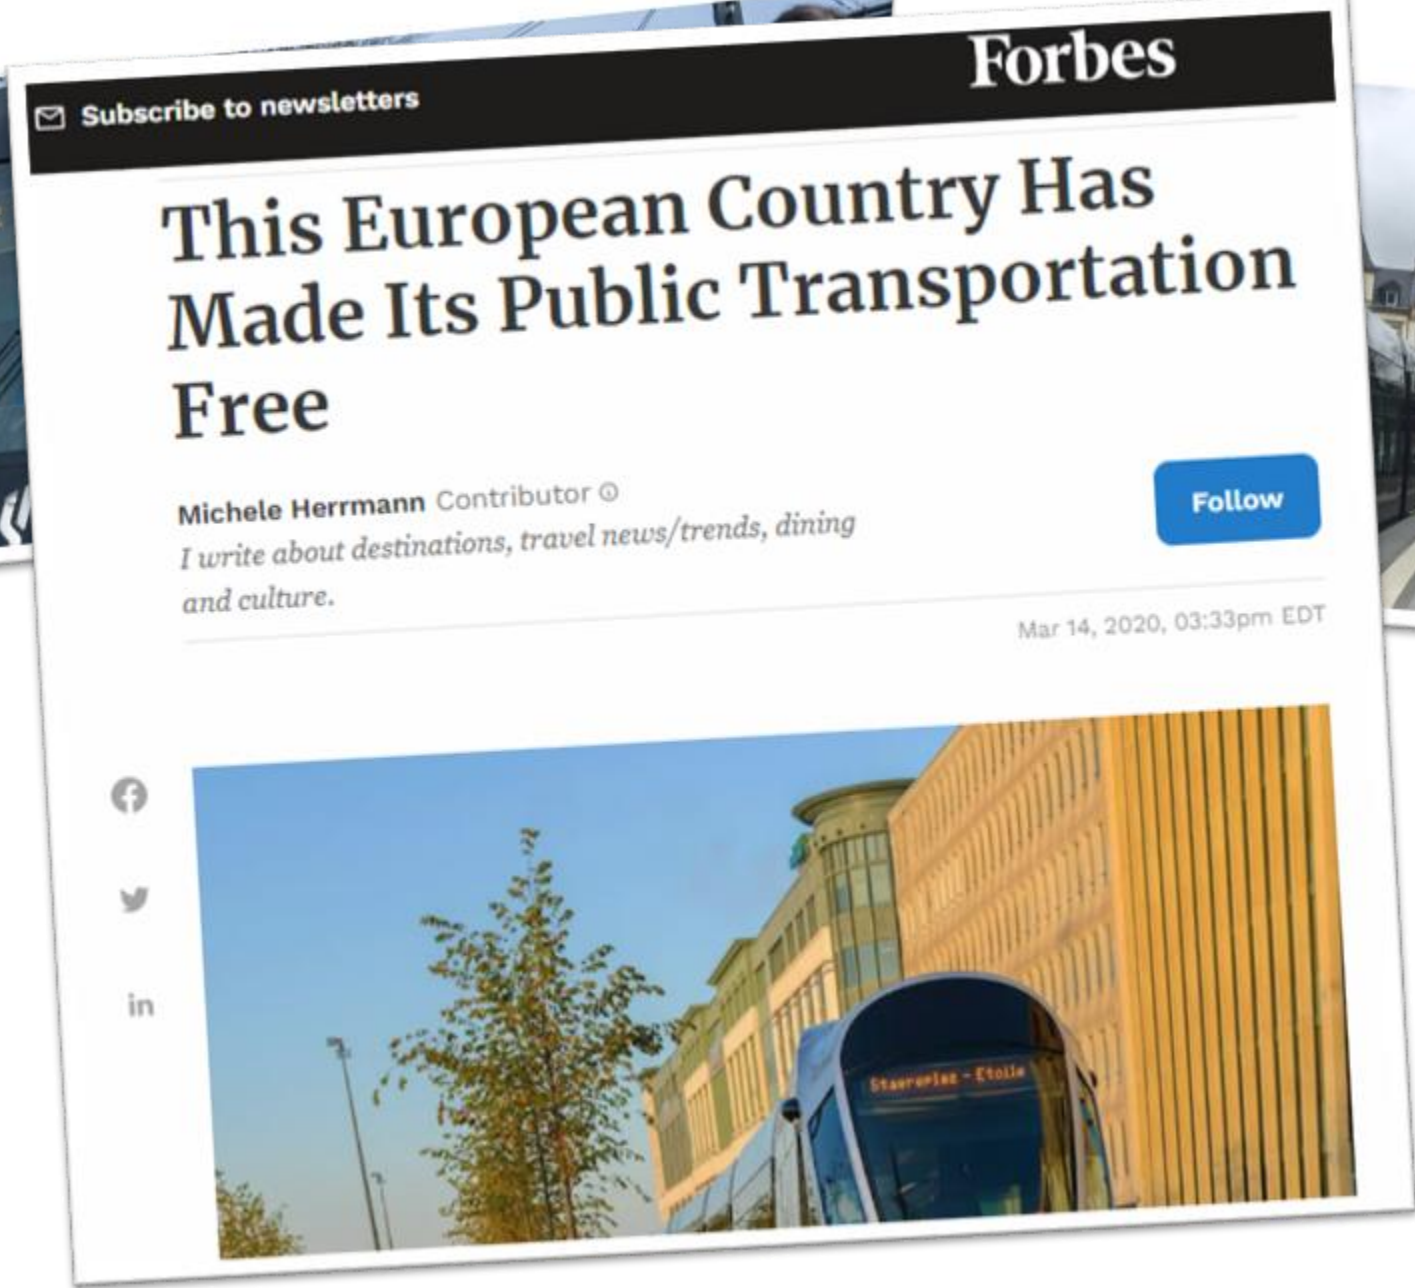 Subscribe to newsletters
Forbes
This European Country Has
Made Its Public Transportation
Free
Michele Herrmann Contributor
I write about destinations, travel news/trends, dining
and culture.
Follow
Mar 14, 2020, 03:33pm EDT
in
Stäereplaz - Etoile